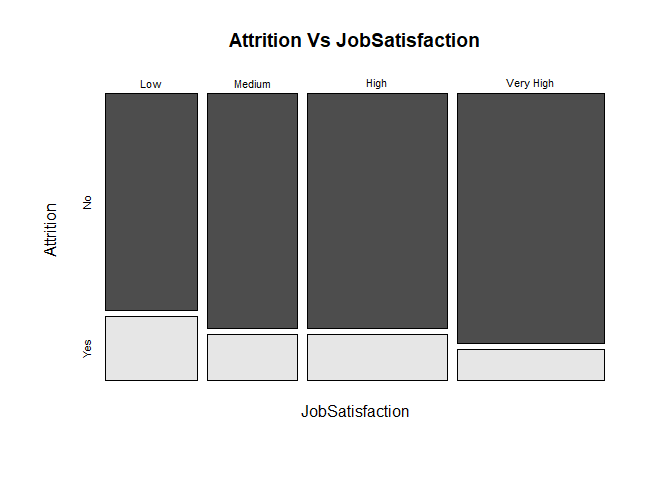 Attrition Vs JobSatisfaction
Low Medium High Very High
No
Attrition
Yes
JobSatisfaction